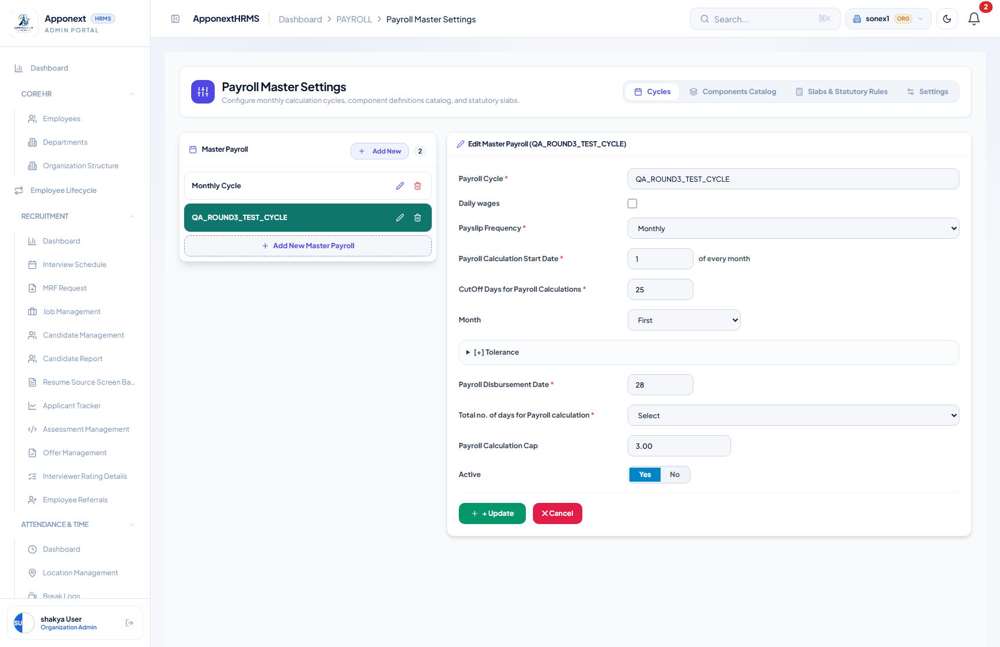 Apponext HRMS
ADMIN PORTAL
Dashboard
CORE HR
Employees
Departments
Organization Structure
Employee Lifecycle
RECRUITMENT
Dashboard
Interview Schedule
MRF Request
Job Management
Candidate Management
Candidate Report
Resume Source Screen Ba...
Applicant Tracker
Assessment Management
Offer Management
Interviewer Rating Details
Employee Referrals
ATTENDANCE & TIME
Dashboard
Location Management
Break Logs
SU
shakya User
Organization Admin
ApponextHRMS
Dashboard > PAYROLL > Payroll Master Settings
Search... ⌘K
sonex1 ORG
2
Payroll Master Settings
Configure monthly calculation cycles, component definitions catalog, and statutory slabs.
Cycles
Components Catalog
Slabs & Statutory Rules
Settings
Master Payroll
+ Add New
2
Monthly Cycle
QA_ROUND3_TEST_CYCLE
+ Add New Master Payroll
Edit Master Payroll (QA_ROUND3_TEST_CYCLE)
Payroll Cycle * QA_ROUND3_TEST_CYCLE
Daily wages
Payslip Frequency * Monthly
Payroll Calculation Start Date * 1 of every month
CutOff Days for Payroll Calculations * 25
Month First
[+] Tolerance
Payroll Disbursement Date * 28
Total no. of days for Payroll calculation * Select
Payroll Calculation Cap 3.00
Active Yes No
+ + Update
Cancel